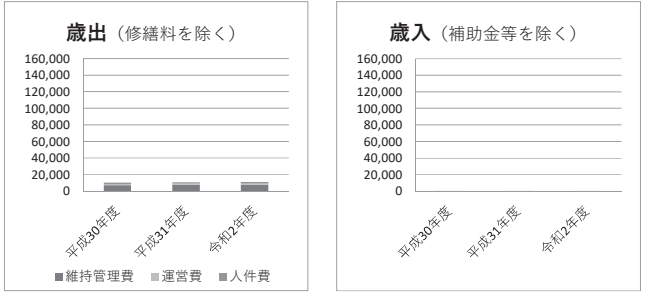 歳出（修繕料を除く）
160,000
140,000
120,000
100,000
80,000
60,000
40,000
20,000
0
平成30年度
平成31年度
令和2年度
■維持管理費 ■運営費 ■人件費
歳入（補助金等を除く）
160,000
140,000
120,000
100,000
80,000
60,000
40,000
20,000
0
平成30年度
平成31年度
令和2年度